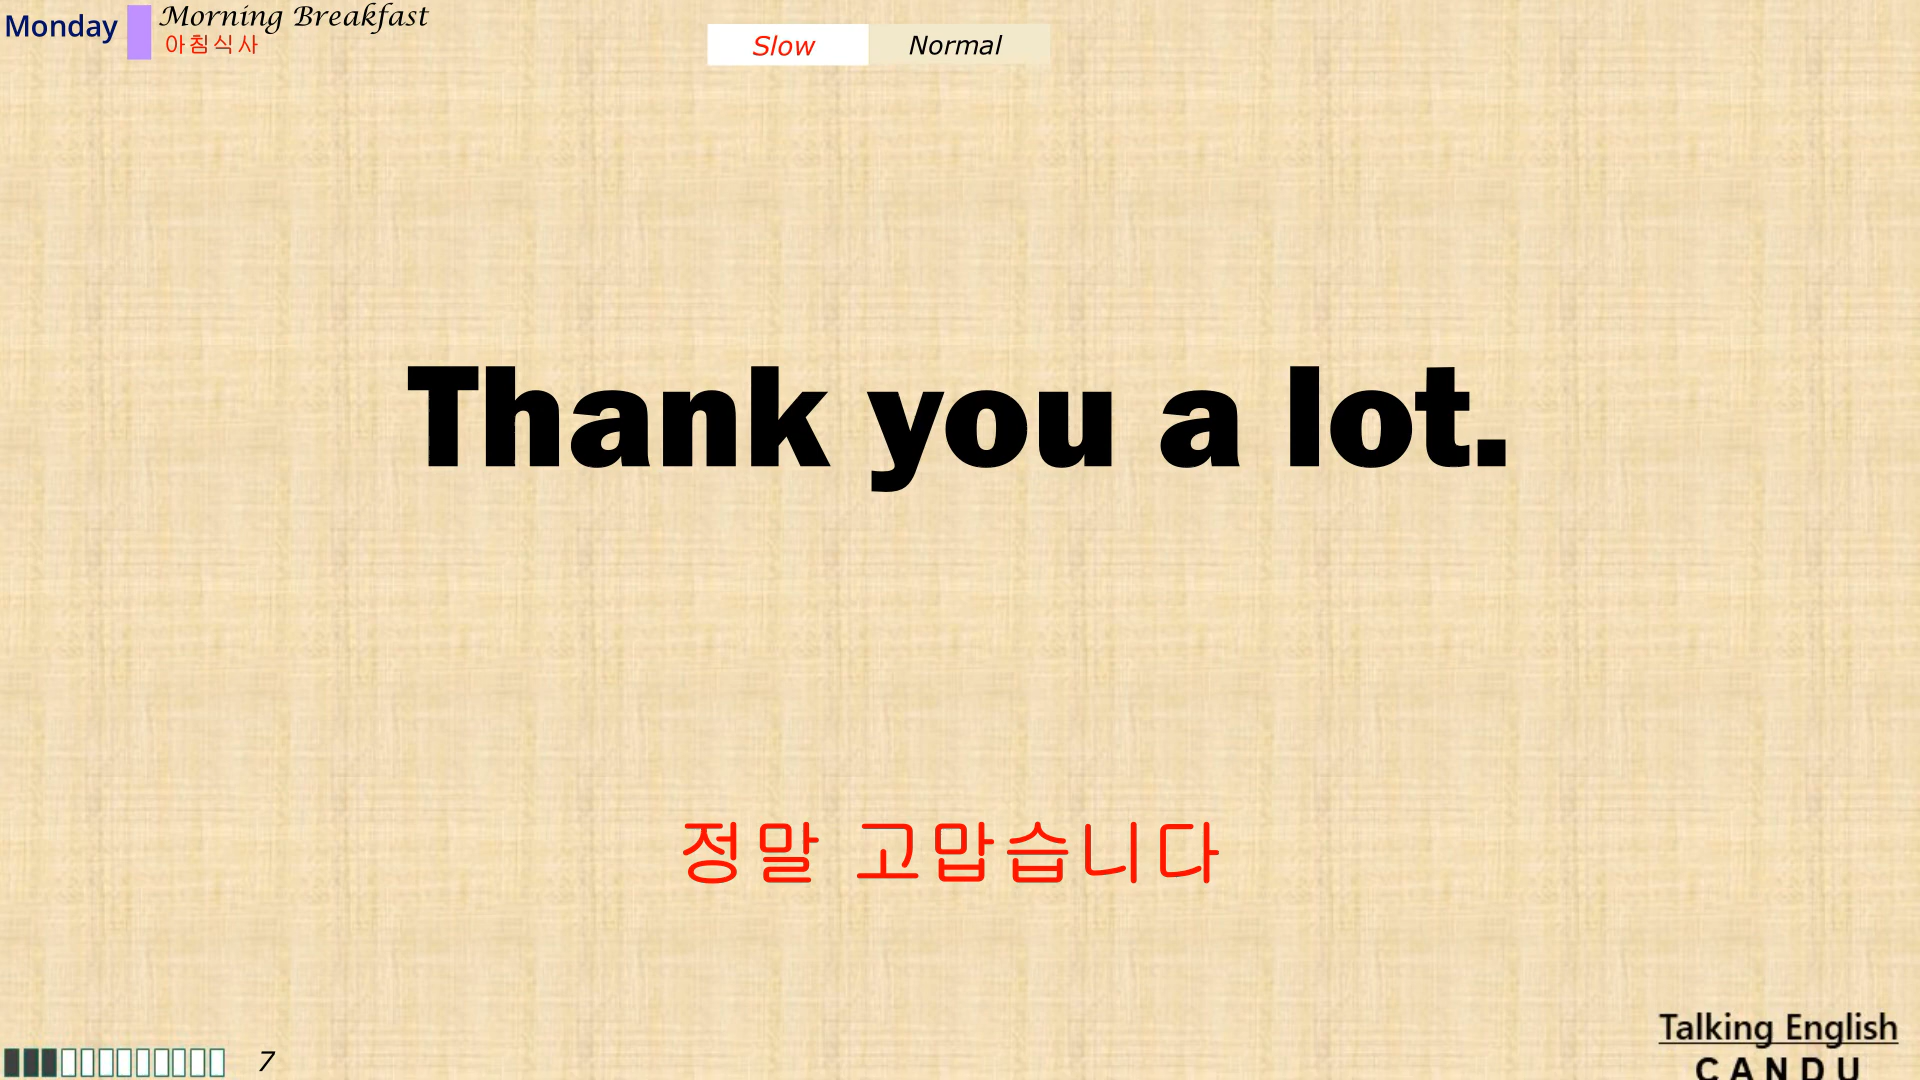 Monday
Morning Breakfast
아침식사
Slow Normal
Thank you a lot.
정말 고맙습니다
7
Talking English
CANDU